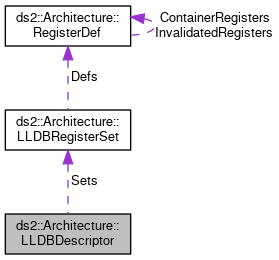 ds2::Architecture::
RegisterDef
ContainerRegisters
InvalidatedRegisters
Defs
ds2::Architecture::
LLDBRegisterSet
Sets
ds2::Architecture::
LLDBDescriptor